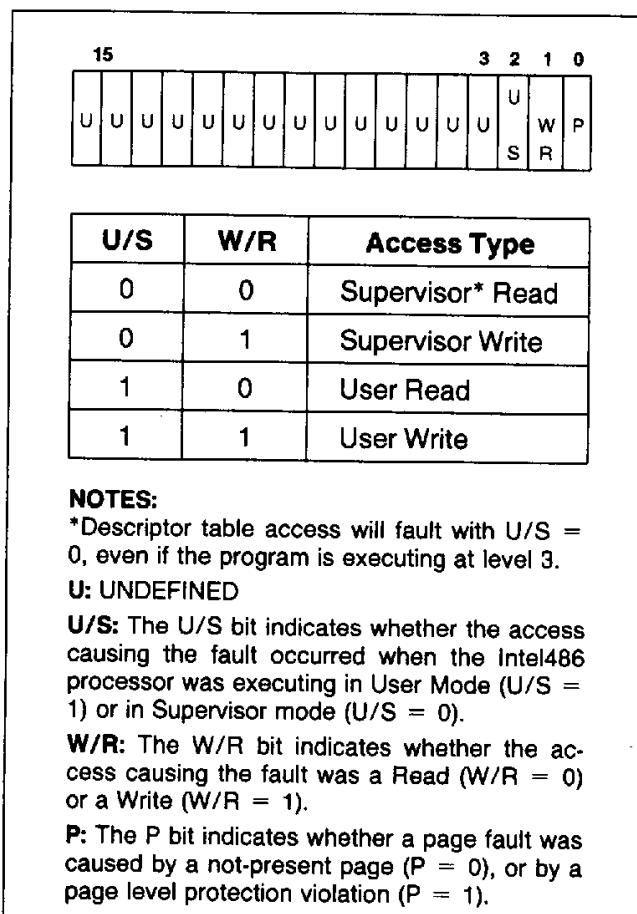 15 3 2 1 0
U U U U U U U U U U U U U U/S W/R P
U/S W/R Access Type
0 0 Supervisor* Read
0 1 Supervisor Write
1 0 User Read
1 1 User Write
NOTES:
*Descriptor table access will fault with U/S =
0, even if the program is executing at level 3.
U: UNDEFINED
U/S: The U/S bit indicates whether the access
causing the fault occurred when the Intel486
processor was executing in User Mode (U/S =
1) or in Supervisor mode (U/S = 0).
W/R: The W/R bit indicates whether the ac-
cess causing the fault was a Read (W/R = 0)
or a Write (W/R = 1).
P: The P bit indicates whether a page fault was
caused by a not-present page (P = 0), or by a
page level protection violation (P = 1).